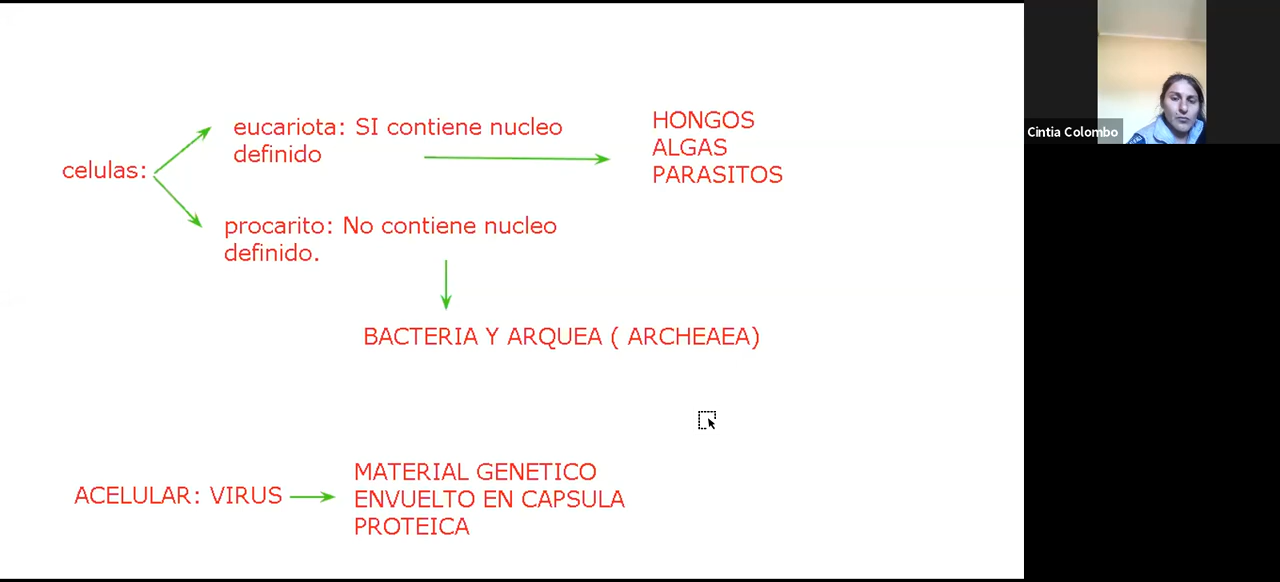 eucariota: SI contiene nucleo
definido
HONGOS
ALGAS
PARASITOS
celulas:
procarito: No contiene nucleo
definido.
BACTERIA Y ARQUEA ( ARCHEAEA)
ACELULAR: VIRUS
MATERIAL GENETICO
ENVUELTO EN CAPSULA
PROTEICA
Cintia Colombo